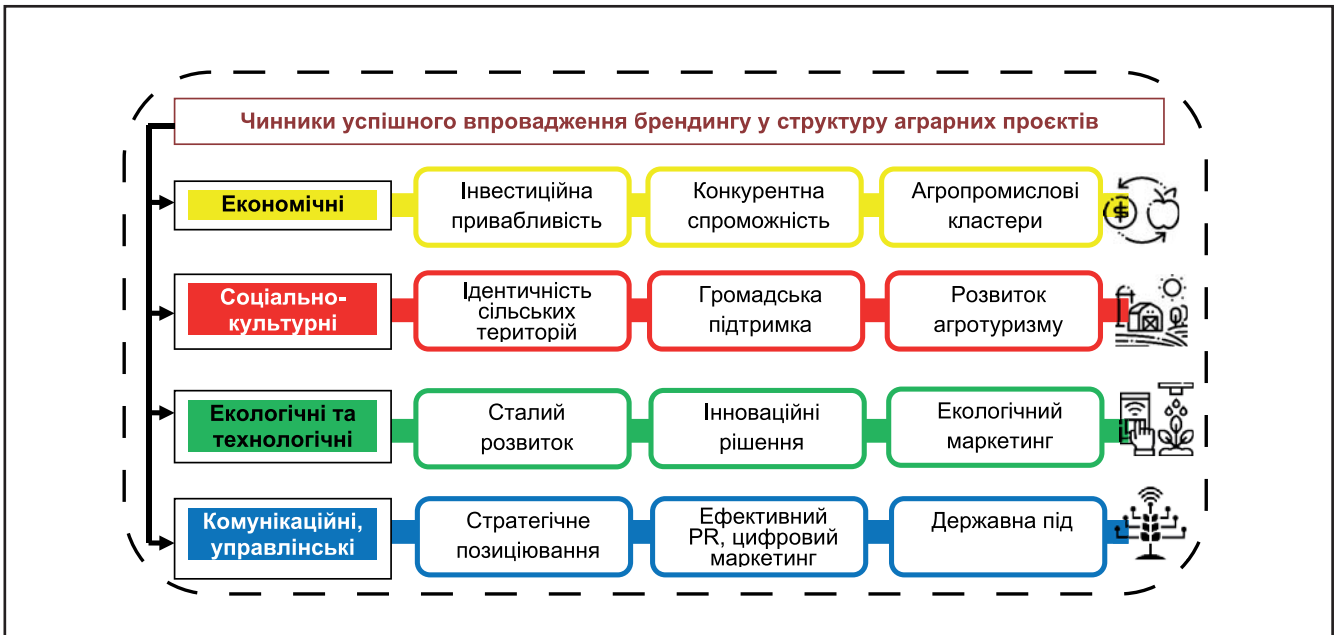 Чинники успішного впровадження брендингу у структуру аграрних проєктів
Економічні
Інвестиційна
привабливість
Конкурентна
спроможність
Агропромислові
кластери
Соціально-
культурні
Ідентичність
сільських
територій
Громадська
підтримка
Розвиток
агротуризму
Екологічні та
технологічні
Сталий
розвиток
Інноваційні
рішення
Екологічний
маркетинг
Комунікаційні,
управлінські
Стратегічне
позиціювання
Ефективний
PR, цифровий
маркетинг
Державна під